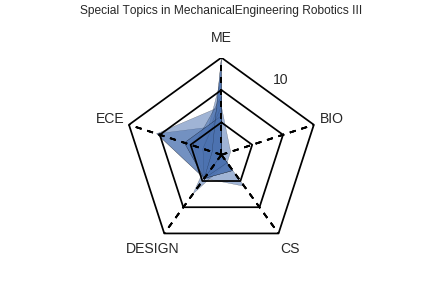 Special Topics in MechanicalEngineering Robotics III
ME
10
ECE
BIO
DESIGN
CS